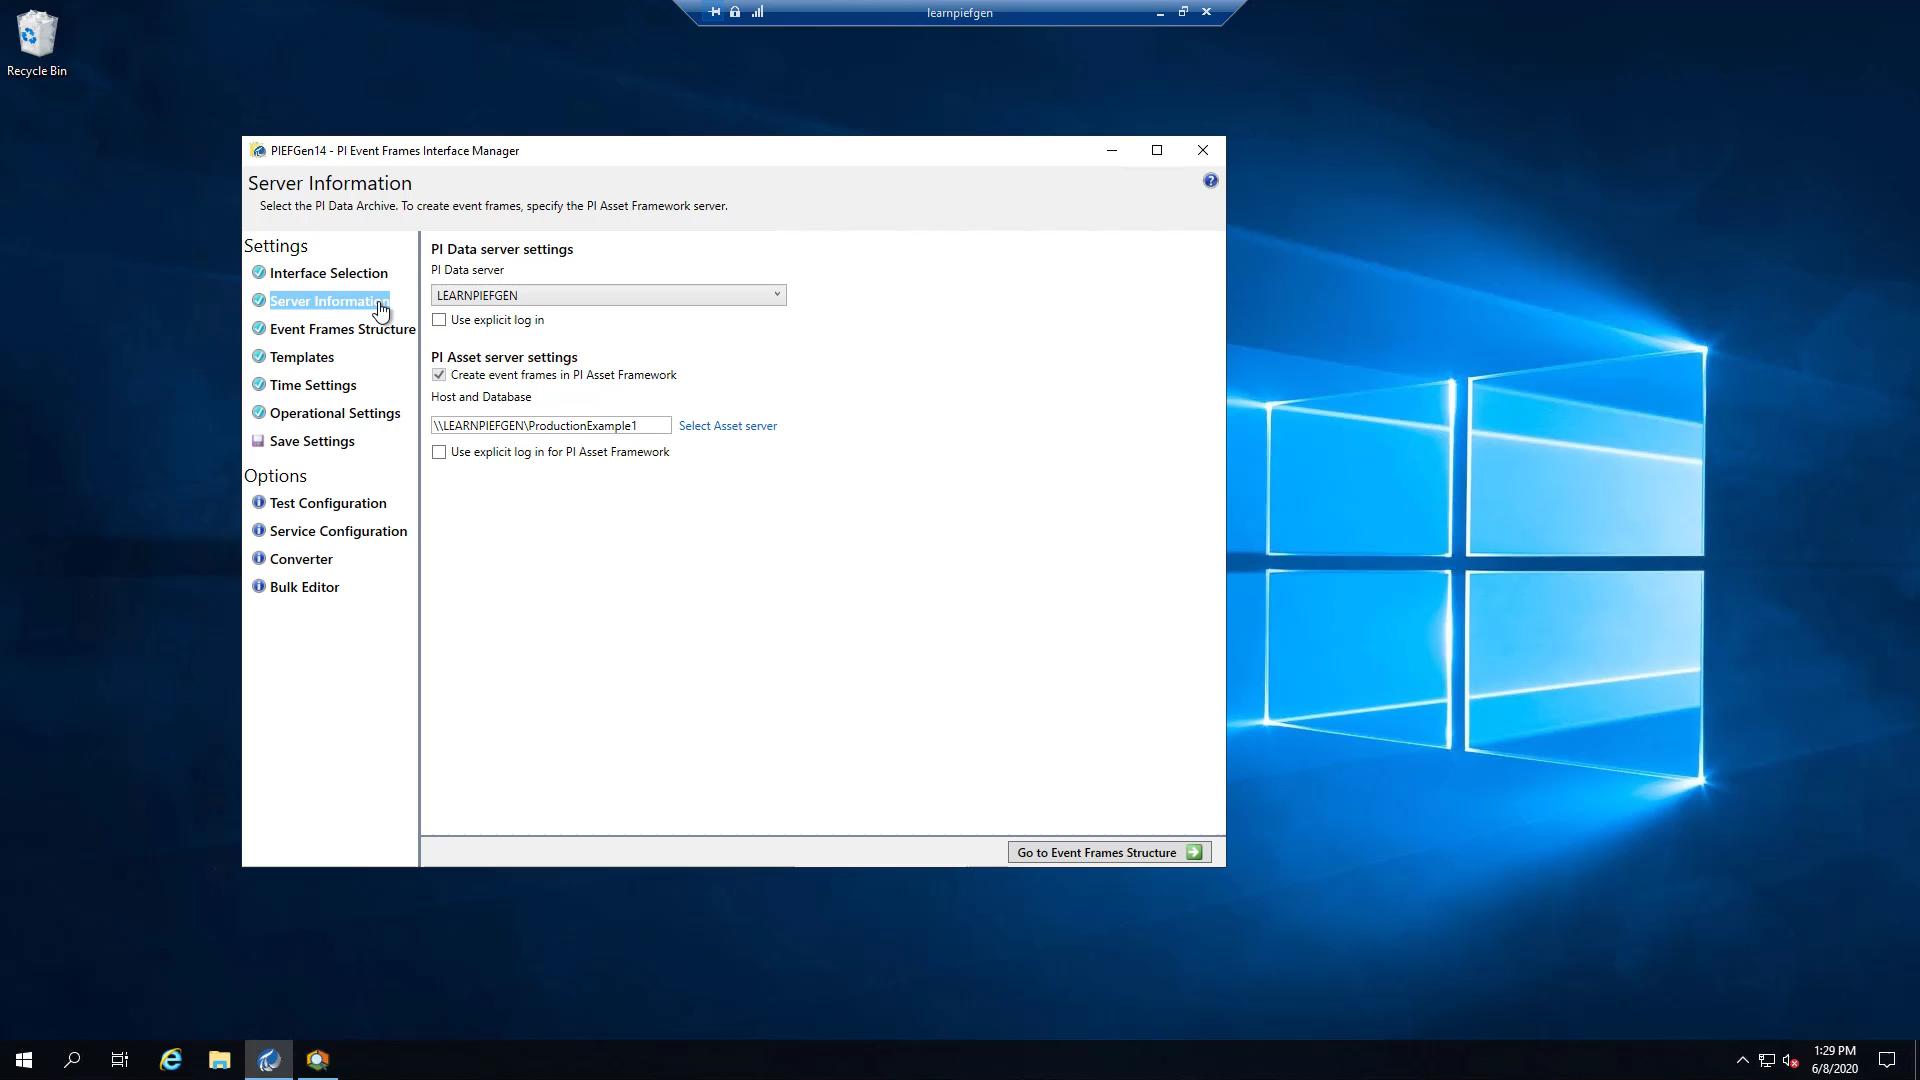 learnpiefgen
Recycle Bin
PIEFGen14 - PI Event Frames Interface Manager
Server Information
Select the PI Data Archive. To create event frames, specify the PI Asset Framework server.
Settings
Interface Selection
Server Information
Event Frames Structure
Templates
Time Settings
Operational Settings
Save Settings
Options
Test Configuration
Service Configuration
Converter
Bulk Editor
PI Data server settings
PI Data server
LEARNPIEFGEN
Use explicit log in
PI Asset server settings
Create event frames in PI Asset Framework
Host and Database
\\LEARNPIEFGEN\ProductionExample1 Select Asset server
Use explicit log in for PI Asset Framework
Go to Event Frames Structure
1:29 PM
6/8/2020